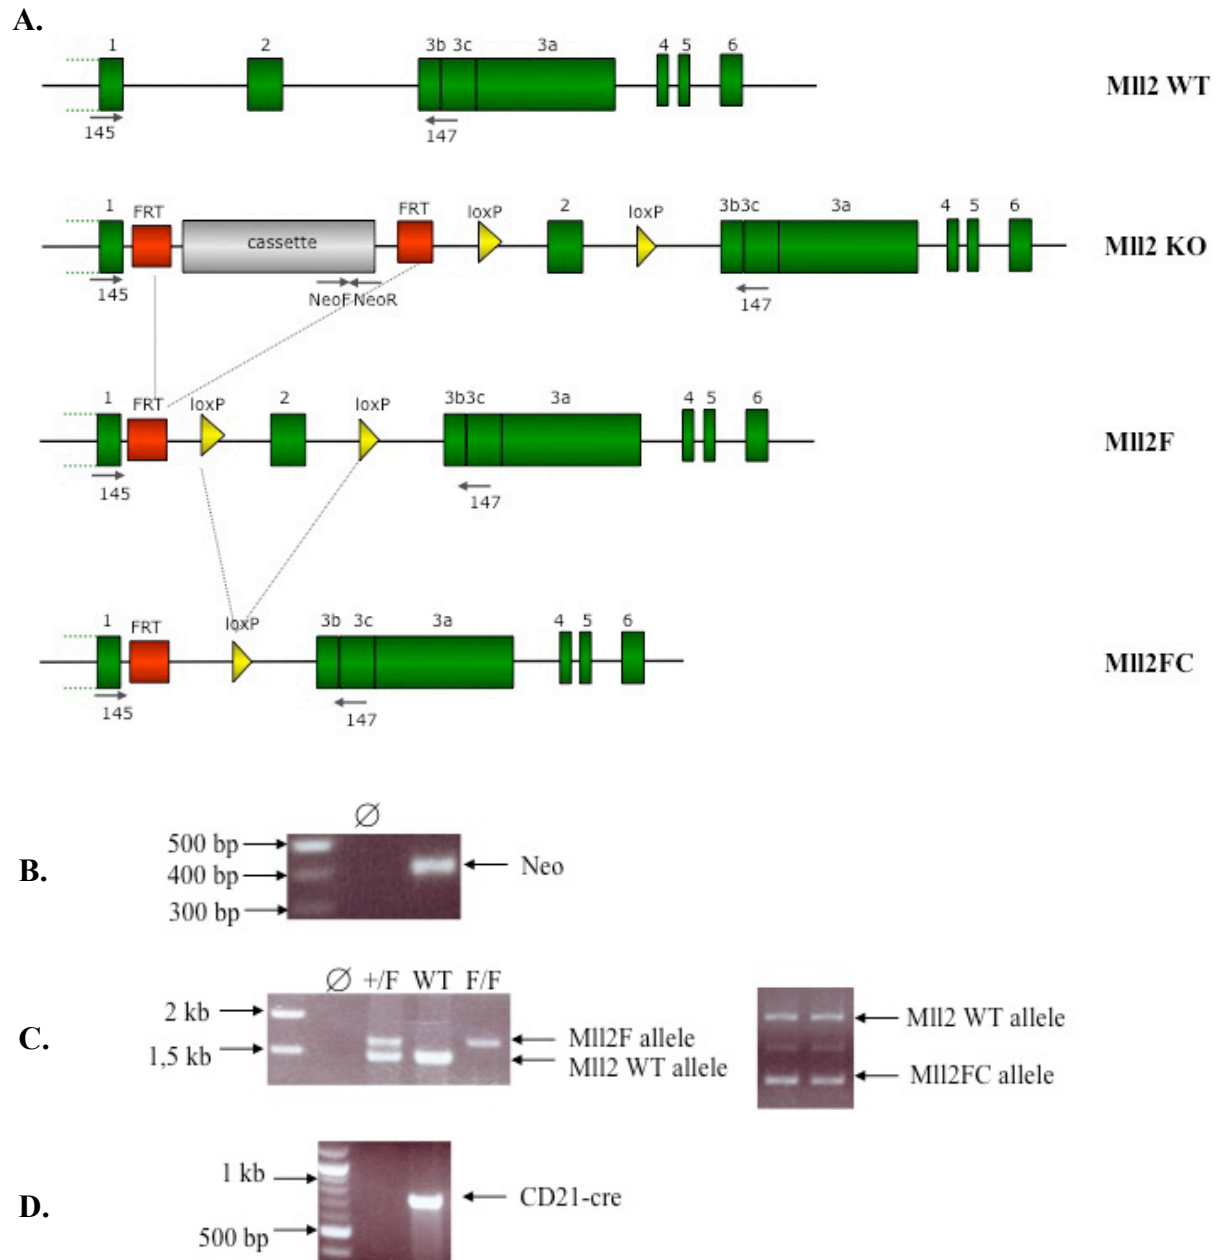 A.
1 2 3b 3c 3a 4 5 6
Mll2 WT
145 147
1 FRT FRT loxP 2 loxP 3b3c 3a 4 5 6
cassette
Mll2 KO
145 NeoF NeoR 147
1 FRT loxP 2 loxP 3b3c 3a 4 5 6
Mll2F
145 147
1 FRT loxP 3b 3c 3a 4 5 6
Mll2FC
145 147
B.
∅
500 bp
400 bp
300 bp
Neo
C.
∅ +/F WT F/F
2 kb
1,5 kb
Mll2F allele
Mll2 WT allele
Mll2 WT allele
Mll2FC allele
D.
1 kb
500 bp
CD21-cre